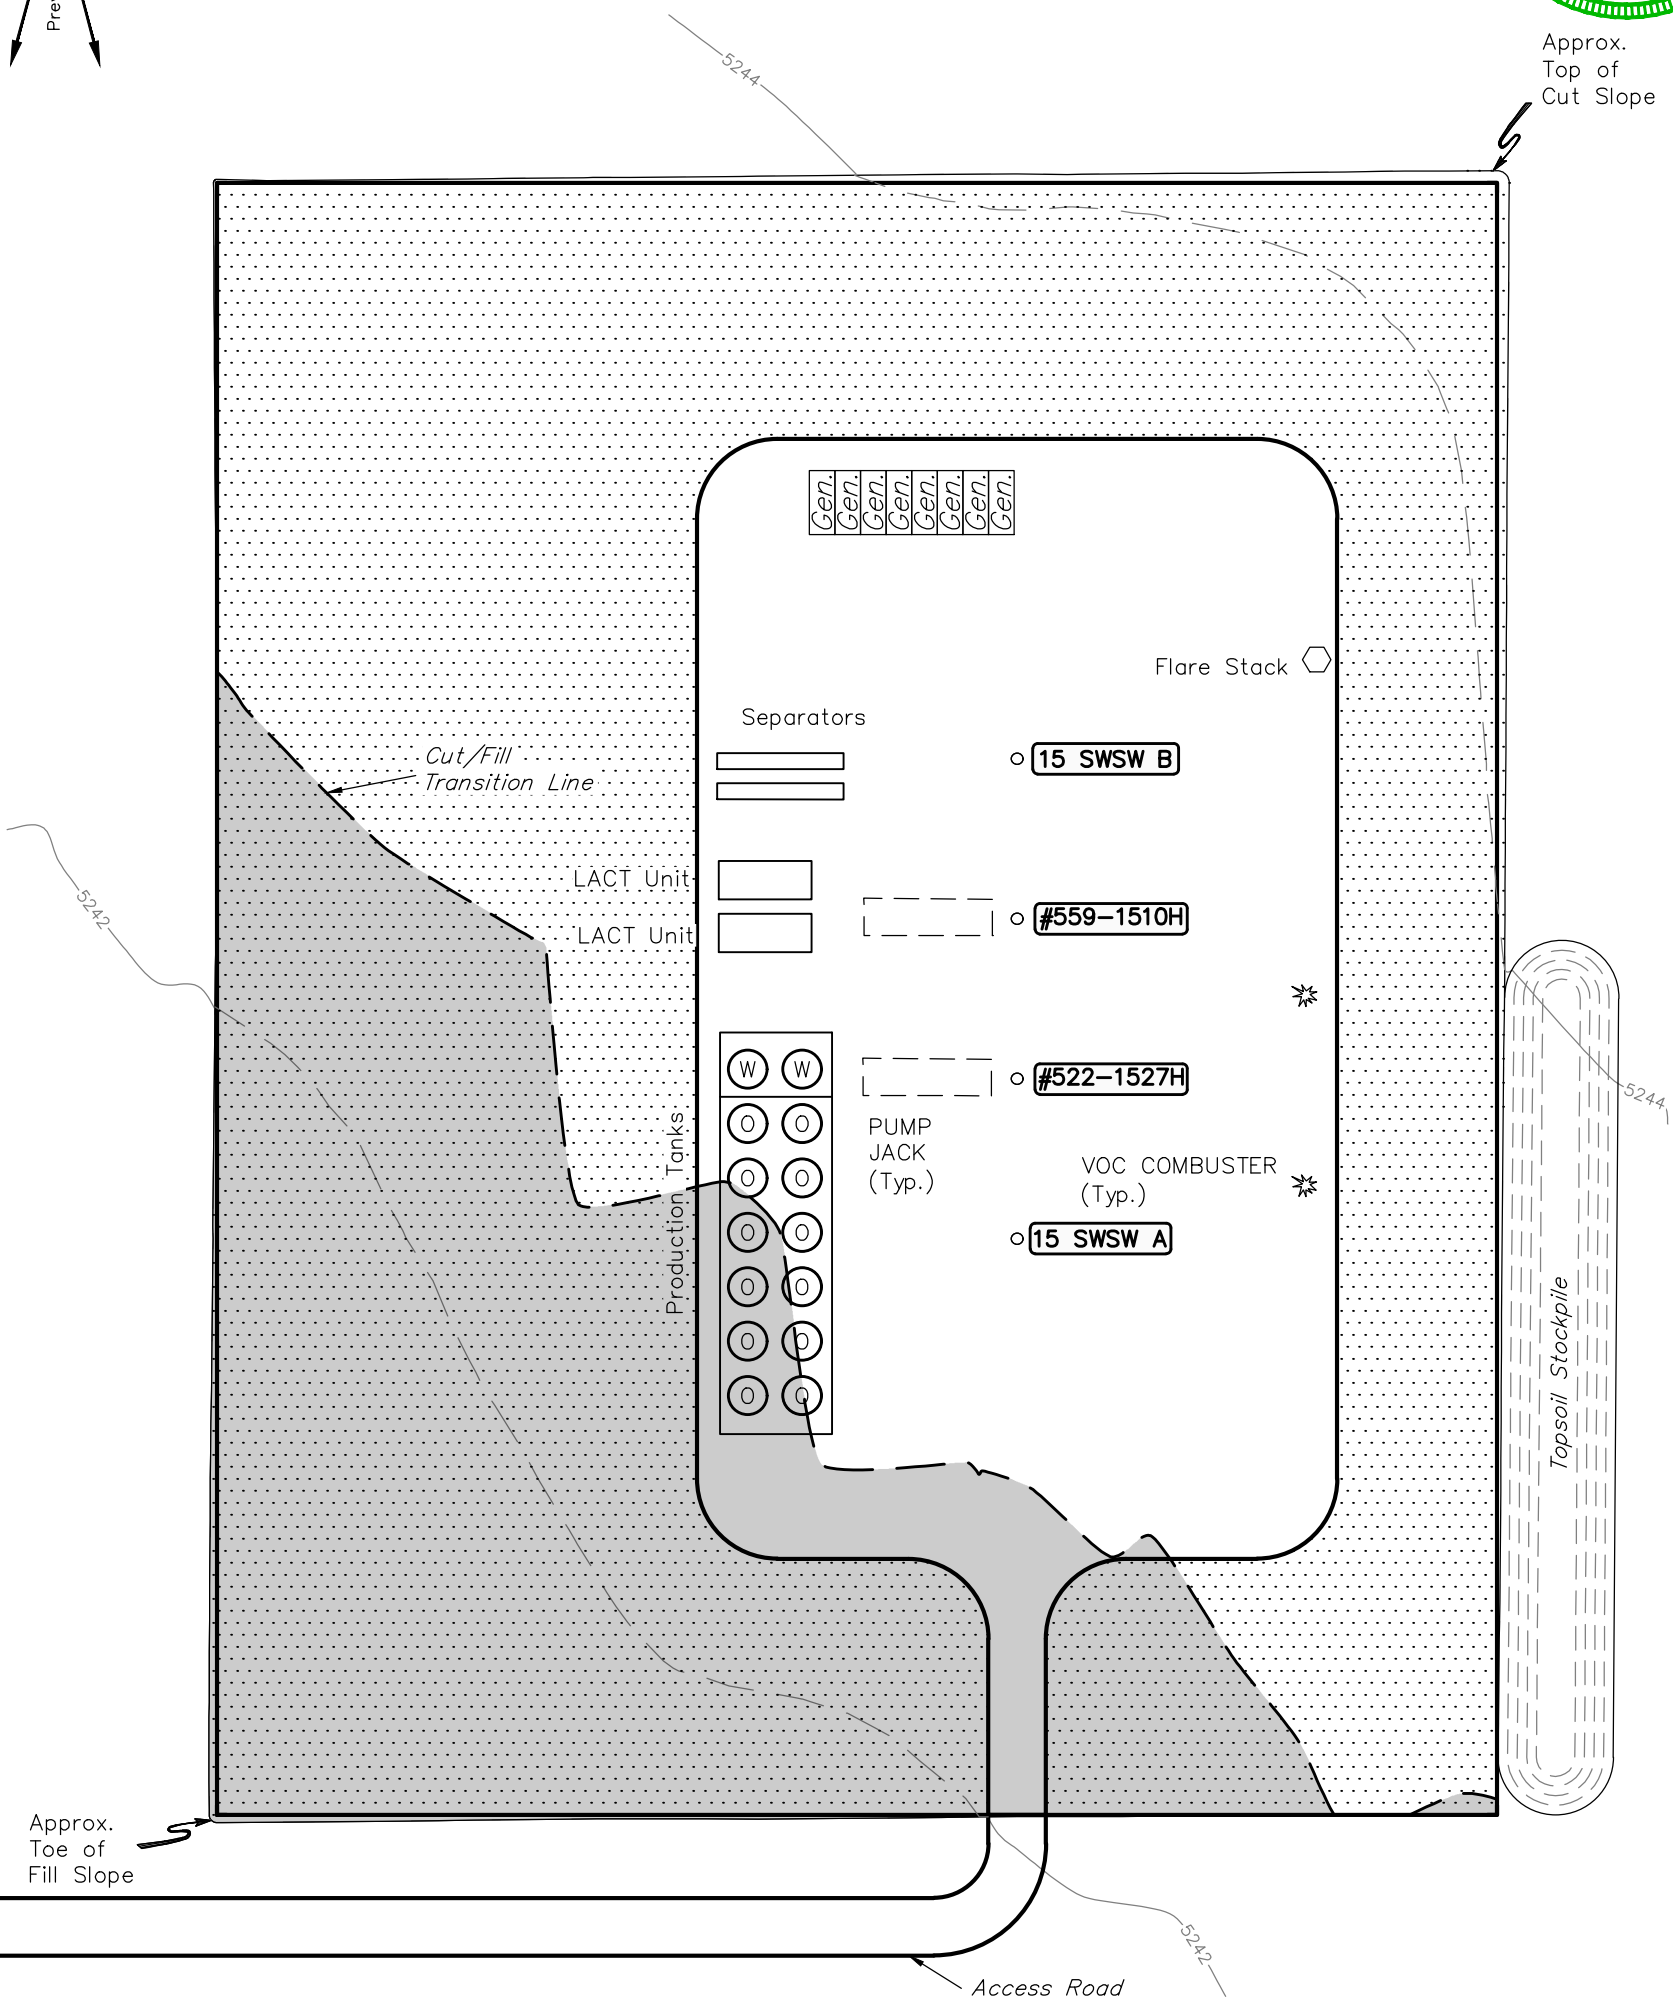 Prev
5244
Approx.
Top of
Cut Slope
Gen.
Gen.
Gen.
Gen.
Gen.
Gen.
Gen.
Gen.
Flare Stack
Separators
15 SWSW B
Cut/Fill
Transition Line
LACT Unit
#559-1510H
5242
LACT Unit
W W
#522-1527H
5244
O O
PUMP
JACK
(Typ.)
VOC COMBUSTER
(Typ.)
Production Tanks
O O
O O
15 SWSW A
O O
O O
O O
Topsoil Stockpile
Approx.
Toe of
Fill Slope
5242
Access Road